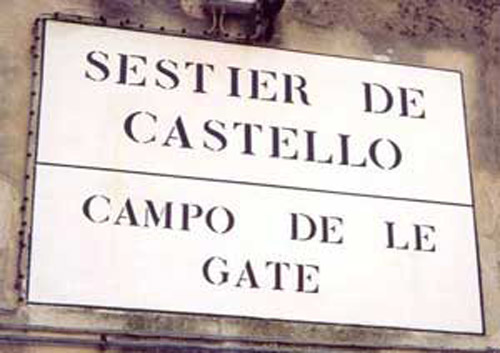 SESTIER DE
CASTELLO
CAMPO DE LE
GATE